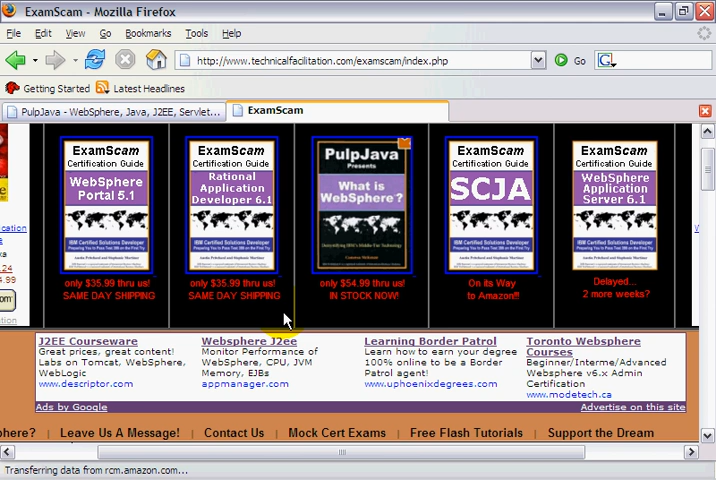 ExamScam - Mozilla Firefox
File Edit View Go Bookmarks Tools Help
http://www.technicalfacilitation.com/examscam/index.php
Go
G
Getting Started Latest Headlines
PulpJava - WebSphere, Java, J2EE, Servlet...
ExamScam
ExamScam
Certification Guide
WebSphere
Portal 5.1
IBM Certified Solutions Developer
only $35.99 thru us!
SAME DAY SHIPPING
ExamScam
Certification Guide
Rational
Application
Developer 6.1
IBM Certified Solutions Developer
only $35.99 thru us!
SAME DAY SHIPPING
PulpJava
Presents
What is
WebSphere?
only $54.99 thru us!
IN STOCK NOW!
ExamScam
Certification Guide
SCJA
IBM Certified Solutions Developer
On its Way
to Amazon!!!
ExamScam
Certification Guide
WebSphere
Application
Server 6.1
IBM Certified Solutions Developer
Delayed...
2 more weeks?
J2EE Courseware
Great prices, great content!
Labs on Tomcat, WebSphere,
WebLogic
www.descriptor.com
Websphere J2ee
Monitor Performance of
WebSphere, CPU, JVM
Memory, EJBs
appmanager.com
Learning Border Patrol
Learn how to earn your degree
100% online to be a Border
Patrol agent!
www.uphoenixdegrees.com
Toronto Websphere
Courses
Beginner/Interme/Advanced
Websphere v6.x Admin
Certification
www.modetech.ca
Ads by Google
Advertise on this site
here? | Leave Us A Message! | Contact Us | Mock Cert Exams | Free Flash Tutorials | Support the Dream
Transferring data from rcm.amazon.com...